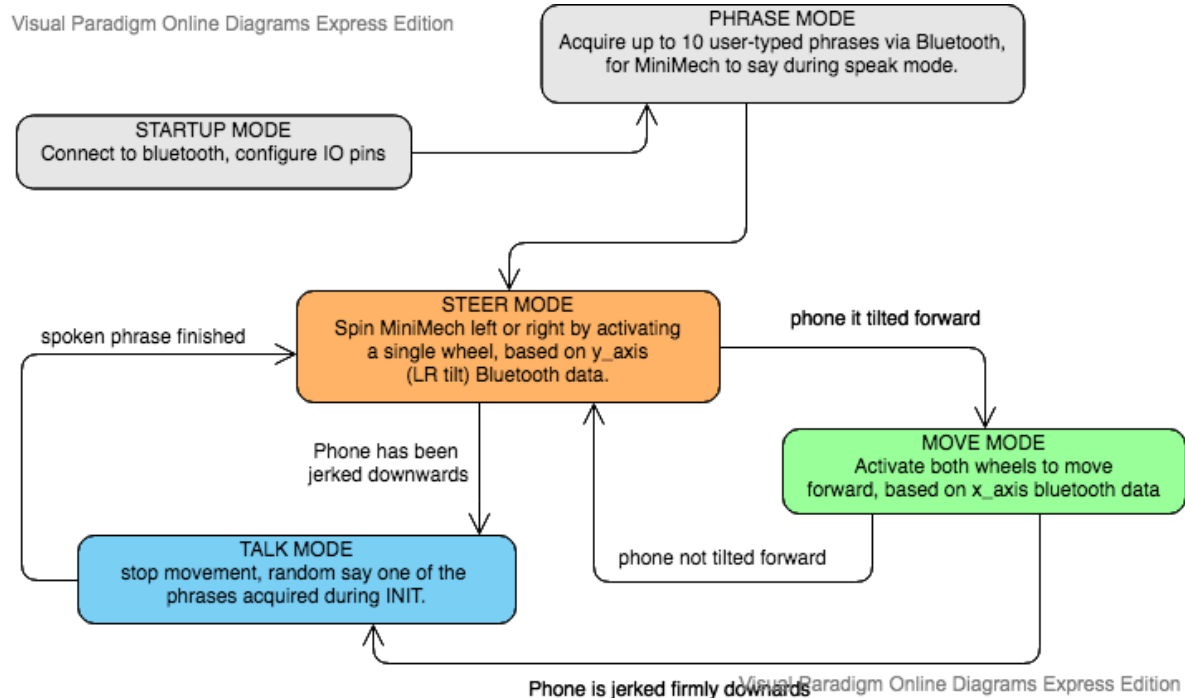 Visual Paradigm Online Diagrams Express Edition
PHRASE MODE
Acquire up to 10 user-typed phrases via Bluetooth,
for MiniMech to say during speak mode.
STARTUP MODE
Connect to bluetooth, configure IO pins
STEER MODE
Spin MiniMech left or right by activating
a single wheel, based on y_axis
(LR tilt) Bluetooth data.
spoken phrase finished
phone it tilted forward
Phone has been
jerked downwards
MOVE MODE
Activate both wheels to move
forward, based on x_axis bluetooth data
TALK MODE
stop movement, random say one of the
phrases acquired during INIT.
phone not tilted forward
Phone is jerked firmly downards
Visual Paradigm Online Diagrams Express Edition